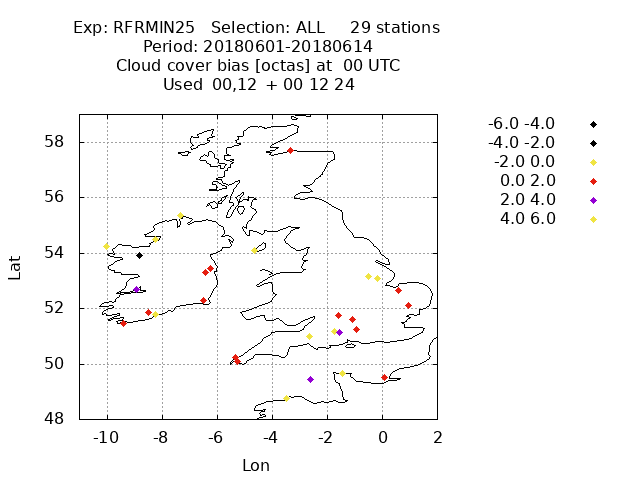 Exp: RFRMIN25 Selection: ALL 29 stations
Period: 20180601-20180614
Cloud cover bias [octas] at 00 UTC
Used 00,12 + 00 12 24
-6.0 -4.0
-4.0 -2.0
-2.0 0.0
0.0 2.0
2.0 4.0
4.0 6.0
58
56
54
52
50
48
Lat
-10 -8 -6 -4 -2 0 2
Lon